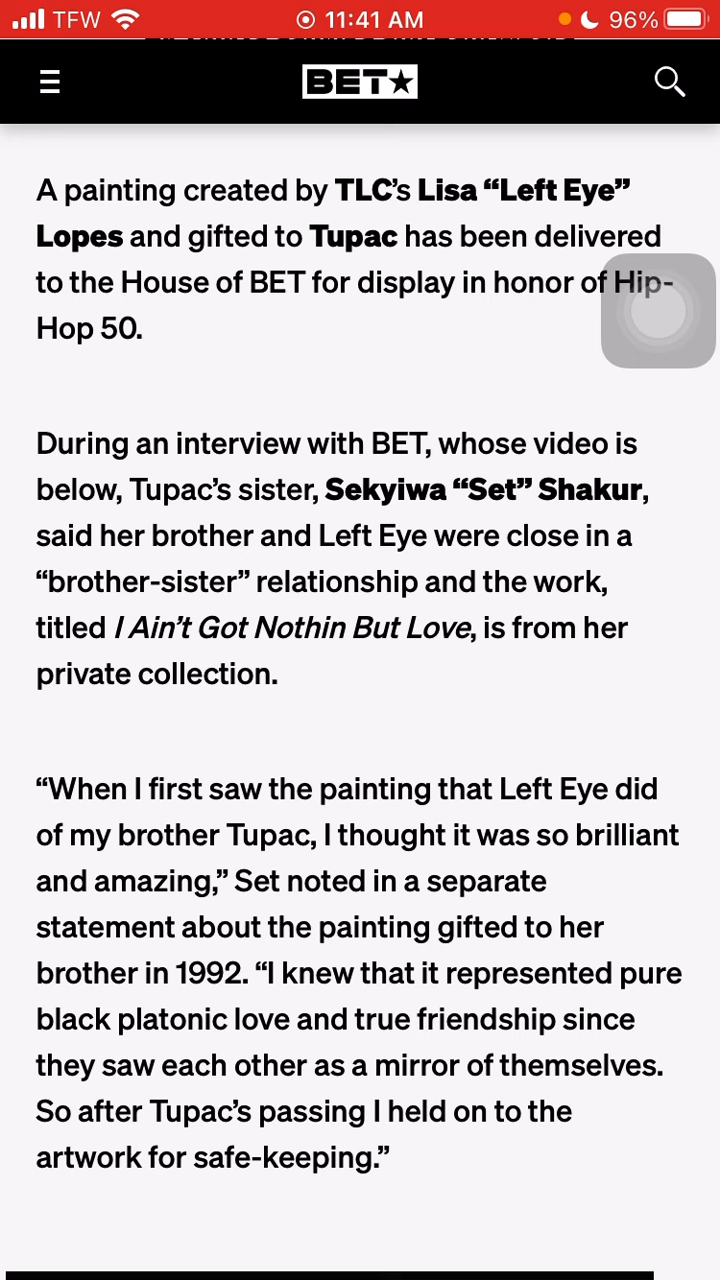 TFW 11:41 AM 96%
BET★
A painting created by TLC’s Lisa “Left Eye”
Lopes and gifted to Tupac has been delivered
to the House of BET for display in honor of Hip-
Hop 50.
During an interview with BET, whose video is
below, Tupac’s sister, Sekyiwa “Set” Shakur,
said her brother and Left Eye were close in a
“brother-sister” relationship and the work,
titled I Ain’t Got Nothin But Love, is from her
private collection.
“When I first saw the painting that Left Eye did
of my brother Tupac, I thought it was so brilliant
and amazing,” Set noted in a separate
statement about the painting gifted to her
brother in 1992. “I knew that it represented pure
black platonic love and true friendship since
they saw each other as a mirror of themselves.
So after Tupac’s passing I held on to the
artwork for safe-keeping.”